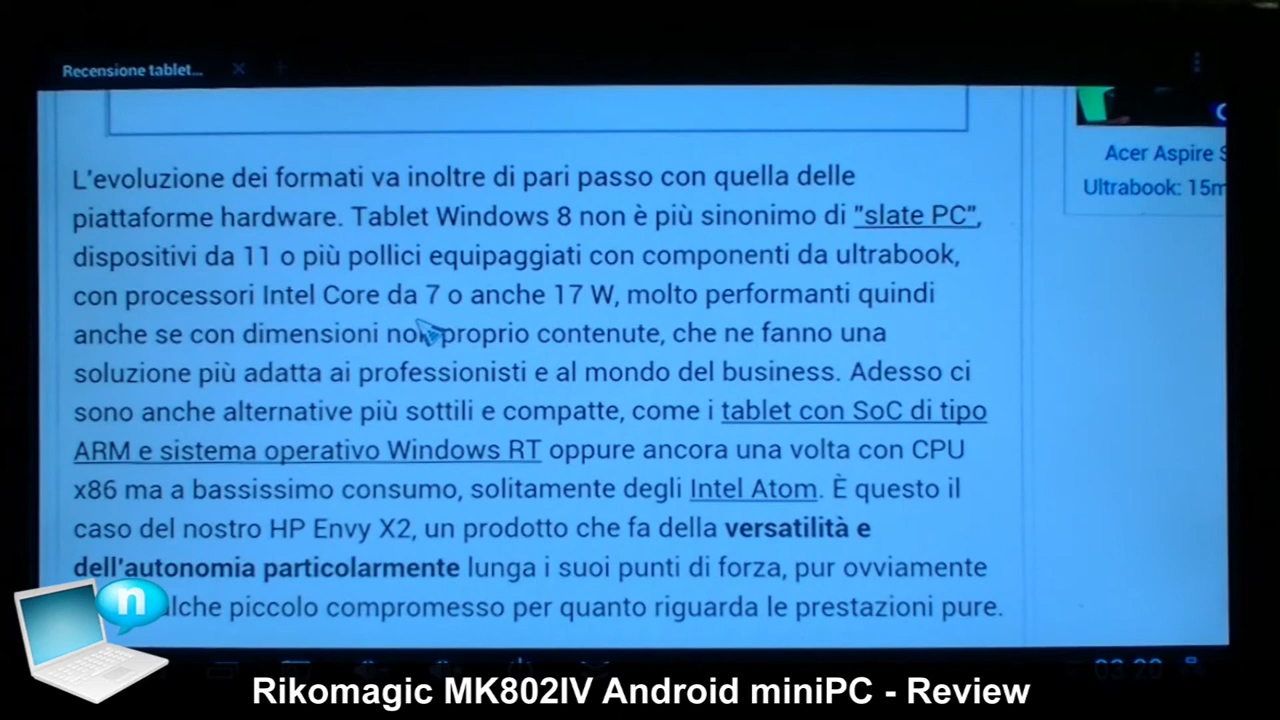 Recensione tablet...
Acer Aspire S
Ultrabook: 15m
L'evoluzione dei formati va inoltre di pari passo con quella delle
piattaforme hardware. Tablet Windows 8 non è più sinonimo di "slate PC",
dispositivi da 11 o più pollici equipaggiati con componenti da ultrabook,
con processori Intel Core da 7 o anche 17 W, molto performanti quindi
anche se con dimensioni non proprio contenute, che ne fanno una
soluzione più adatta ai professionisti e al mondo del business. Adesso ci
sono anche alternative più sottili e compatte, come i tablet con SoC di tipo
ARM e sistema operativo Windows RT oppure ancora una volta con CPU
x86 ma a bassissimo consumo, solitamente degli Intel Atom. È questo il
caso del nostro HP Envy X2, un prodotto che fa della versatilità e
dell'autonomia particolarmente lunga i suoi punti di forza, pur ovviamente
alche piccolo compromesso per quanto riguarda le prestazioni pure.
n
Rikomagic MK802IV Android miniPC - Review